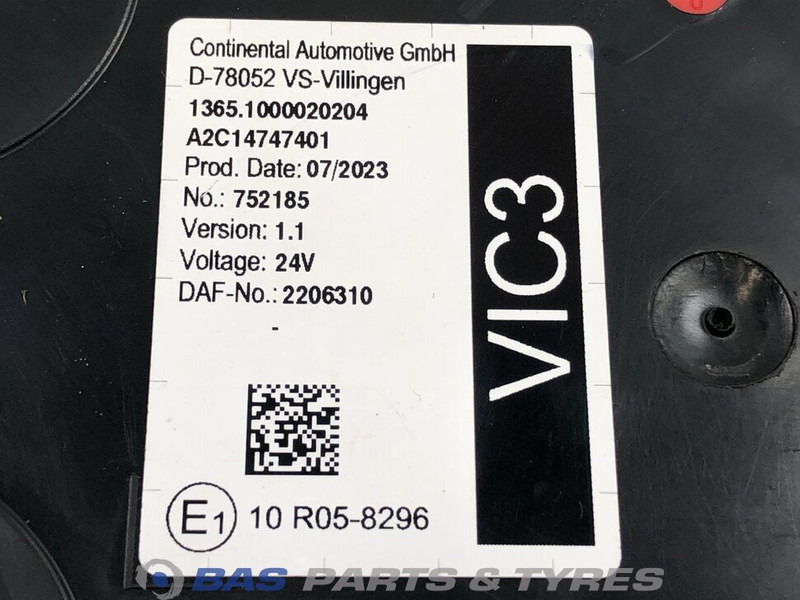 Continental Automotive GmbH
D-78052 VS-Villingen
1365.1000020204
A2C14747401
Prod. Date: 07/2023
No.: 752185
Version: 1.1
Voltage: 24V
DAF-No.: 2206310
-
VIC3
E1 10 R05-8296
BAS PARTS & TYRES